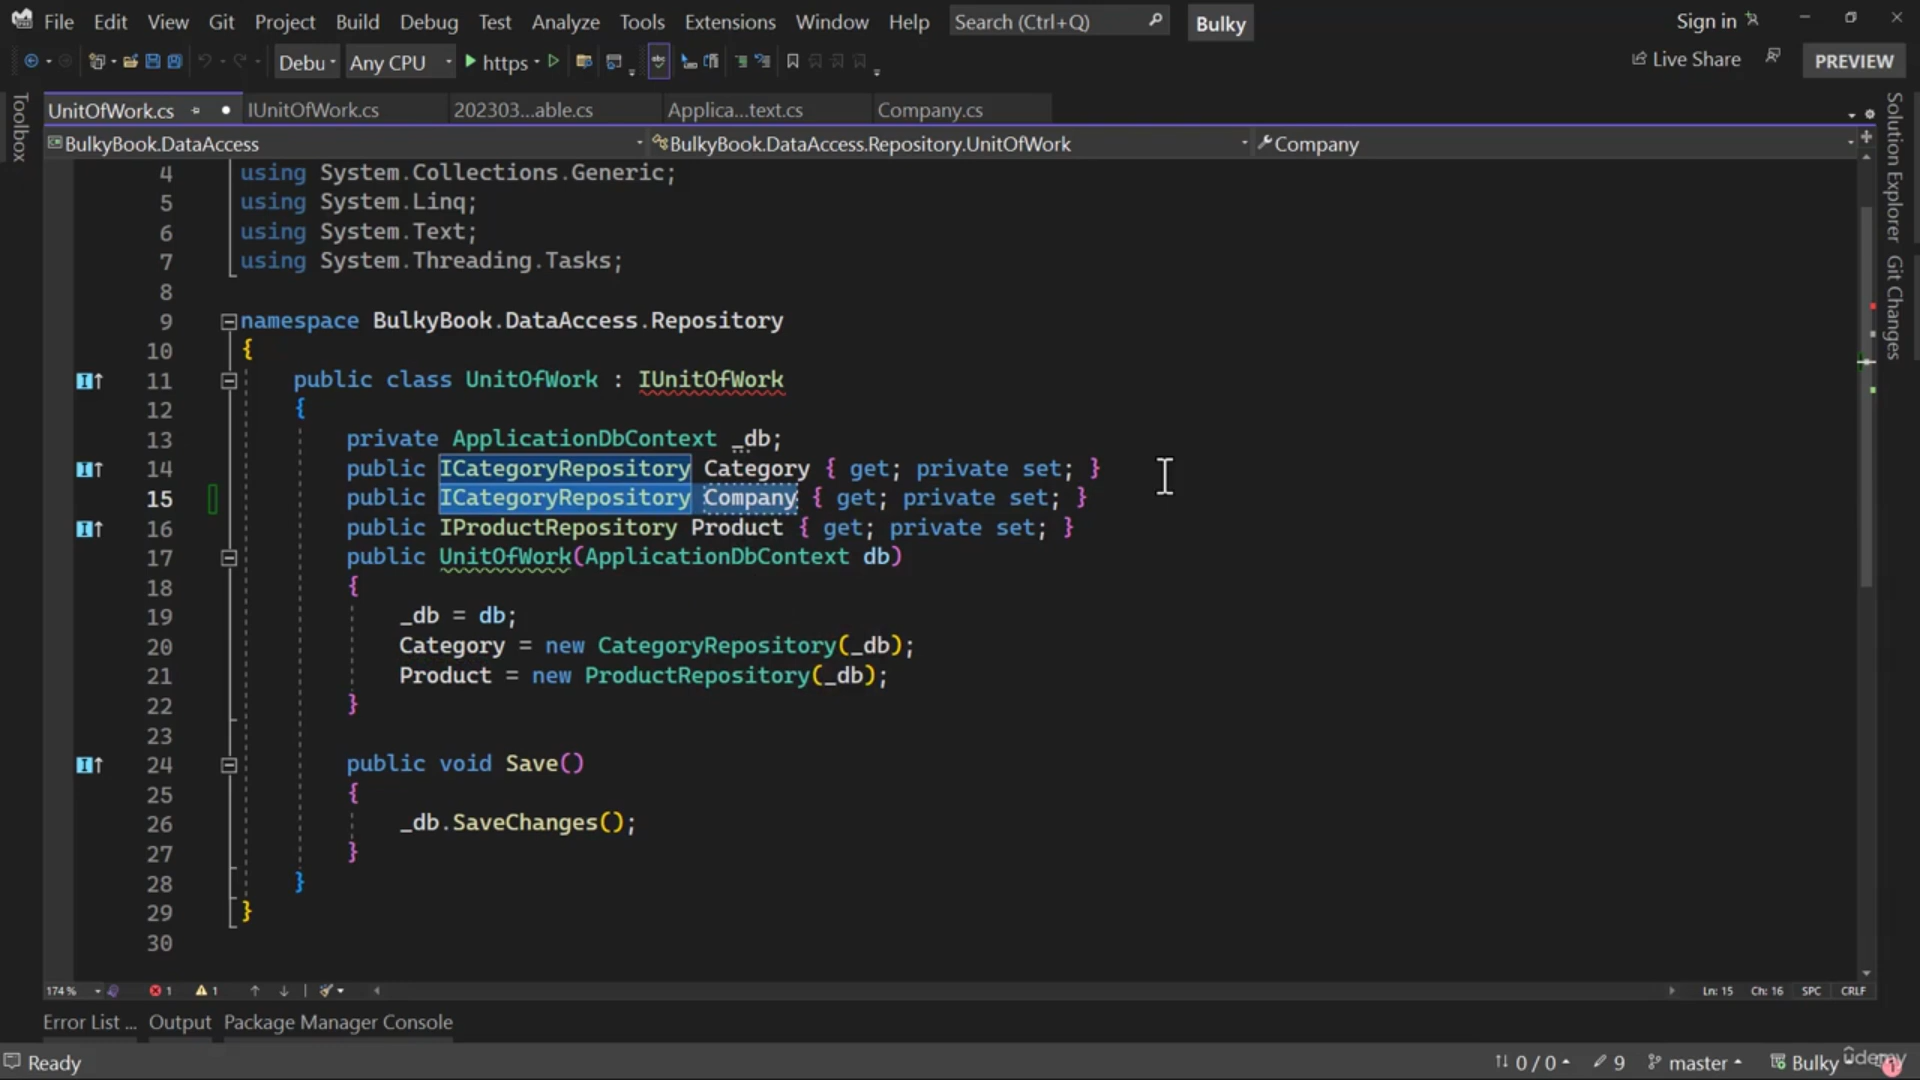 File Edit View Git Project Build Debug Test Analyze Tools Extensions Window Help Search (Ctrl+Q) Bulky Sign in
Debu Any CPU https Live Share PREVIEW
Toolbox
UnitOfWork.cs IUnitOfWork.cs 202303...able.cs Applica...text.cs Company.cs
BulkyBook.DataAccess BulkyBook.DataAccess.Repository.UnitOfWork Company
4 using System.Collections.Generic;
5 using System.Linq;
6 using System.Text;
7 using System.Threading.Tasks;
8
9 namespace BulkyBook.DataAccess.Repository
10 {
11 public class UnitOfWork : IUnitOfWork
12 {
13 private ApplicationDbContext _db;
14 public ICategoryRepository Category { get; private set; }
15 public ICategoryRepository Company { get; private set; }
16 public IProductRepository Product { get; private set; }
17 public UnitOfWork(ApplicationDbContext db)
18 {
19 _db = db;
20 Category = new CategoryRepository(_db);
21 Product = new ProductRepository(_db);
22 }
23
24 public void Save()
25 {
26 _db.SaveChanges();
27 }
28 }
29 }
30
Solution Explorer
Git Changes
174 % 1 1 Ln: 15 Ch: 16 SPC CRLF
Error List ... Output Package Manager Console
Ready 0 / 0 9 master Bulky 1
udemy